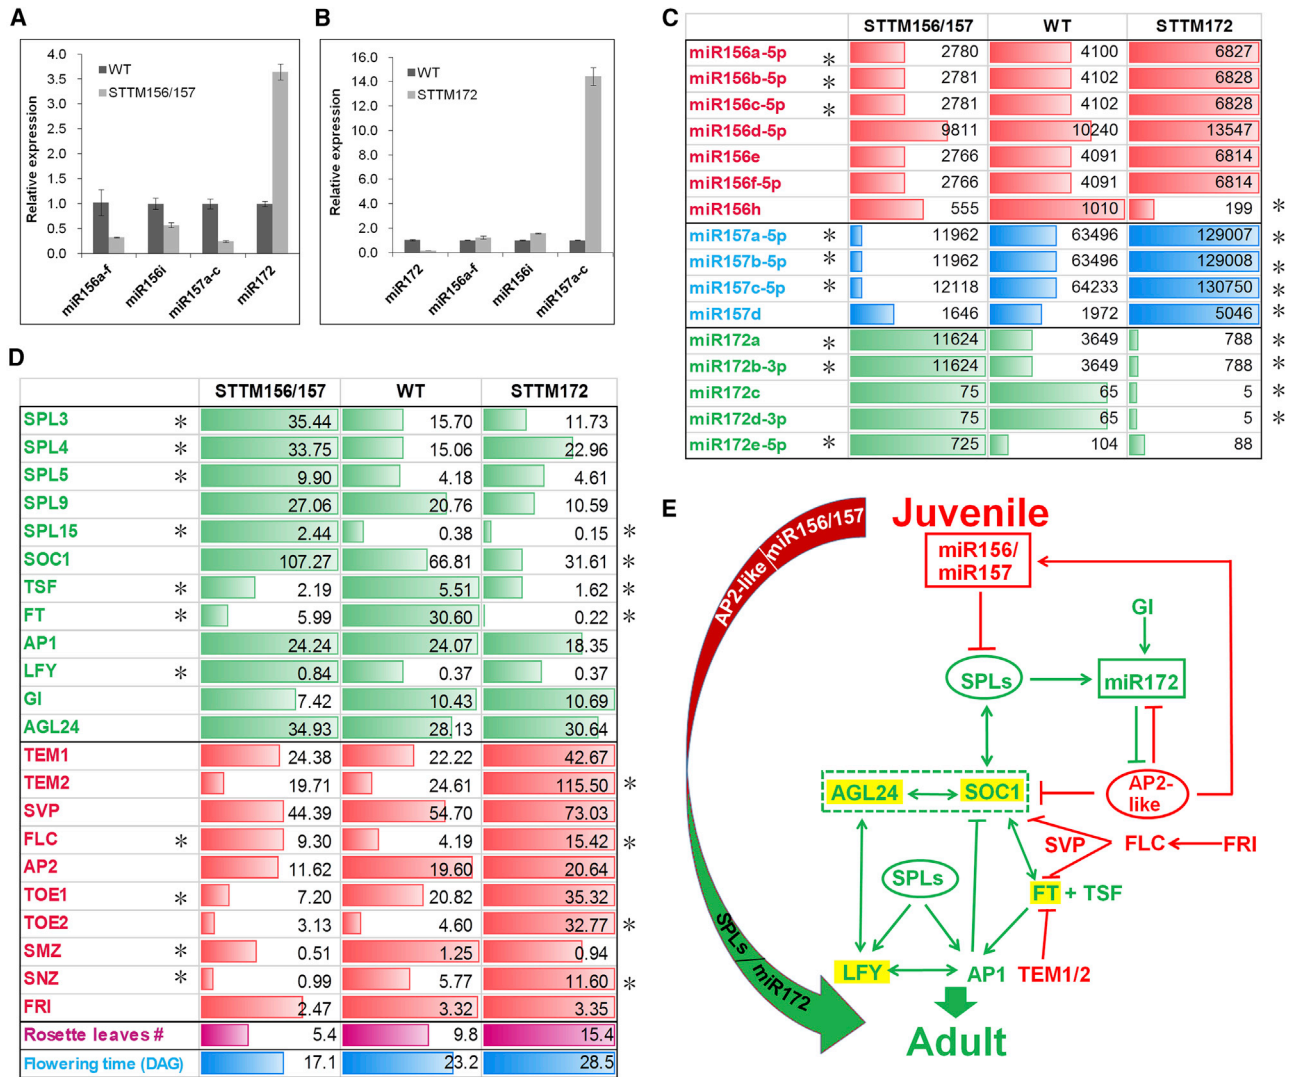 A
Relative expression
4.0
3.5
3.0
2.5
2.0
1.5
1.0
0.5
0.0
WT
STTM156/157
miR156a-f
miR156i
miR157a-c
miR172
B
Relative expression
16.0
14.0
12.0
10.0
8.0
6.0
4.0
2.0
0.0
WT
STTM172
miR172
miR156a-f
miR156i
miR157a-c
C
STTM156/157 WT STTM172
miR156a-5p * 2780 4100 6827
miR156b-5p * 2781 4102 6828
miR156c-5p * 2781 4102 6828
miR156d-5p 9811 10240 13547
miR156e 2766 4091 6814
miR156f-5p 2766 4091 6814
miR156h 555 1010 199 *
miR157a-5p * 11962 63496 129007 *
miR157b-5p * 11962 63496 129008 *
miR157c-5p * 12118 64233 130750 *
miR157d 1646 1972 5046 *
miR172a * 11624 3649 788 *
miR172b-3p * 11624 3649 788 *
miR172c 75 65 5 *
miR172d-3p 75 65 5 *
miR172e-5p * 725 104 88
D
STTM156/157 WT STTM172
SPL3 * 35.44 15.70 11.73
SPL4 * 33.75 15.06 22.96
SPL5 * 9.90 4.18 4.61
SPL9 27.06 20.76 10.59
SPL15 * 2.44 0.38 0.15 *
SOC1 107.27 66.81 31.61 *
TSF * 2.19 5.51 1.62 *
FT * 5.99 30.60 0.22 *
AP1 24.24 24.07 18.35
LFY * 0.84 0.37 0.37
GI 7.42 10.43 10.69
AGL24 34.93 28.13 30.64
TEM1 24.38 22.22 42.67
TEM2 19.71 24.61 115.50 *
SVP 44.39 54.70 73.03
FLC * 9.30 4.19 15.42 *
AP2 11.62 19.60 20.64
TOE1 * 7.20 20.82 35.32
TOE2 3.13 4.60 32.77 *
SMZ * 0.51 1.25 0.94
SNZ * 0.99 5.77 11.60 *
FRI 2.47 3.32 3.35
Rosette leaves # 5.4 9.8 15.4
Flowering time (DAG) 17.1 23.2 28.5
E
AP2-like/miR156/157
SPLs/miR172
Juvenile
miR156/
miR157
GI
SPLs
miR172
AGL24
SOC1
AP2-
like
SVP
FLC
FRI
SPLs
FT + TSF
LFY
AP1
TEM1/2
Adult